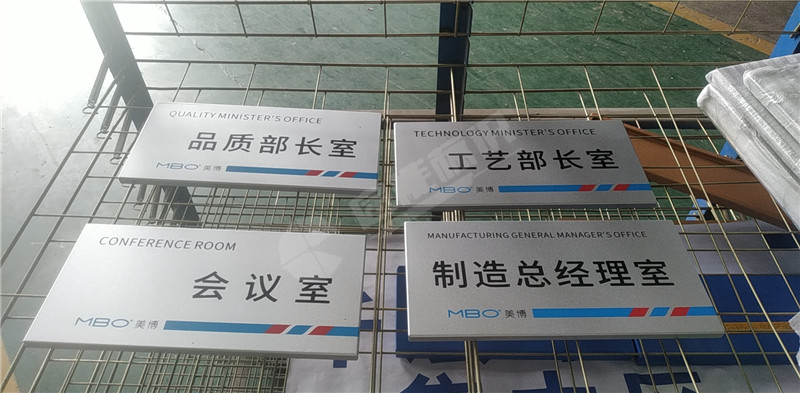 QUALITY MINISTER'S OFFICE
品质部长室
MBO 美博
TECHNOLOGY MINISTER'S OFFICE
工艺部长室
MBO 美博
CONFERENCE ROOM
会议室
MBO 美博
MANUFACTURING GENERAL MANAGER'S OFFICE
制造总经理室
MBO 美博